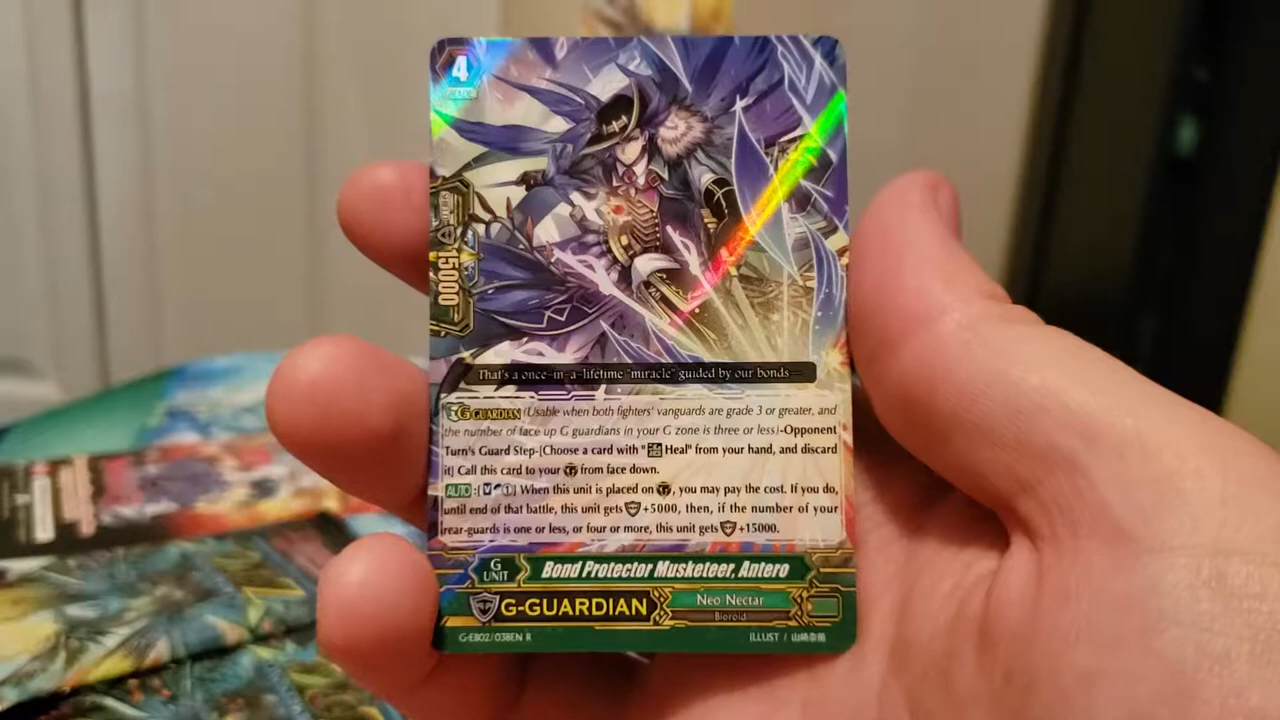 4
GRADE
15000
That's a once-in-a-lifetime "miracle" guided by our bonds—
G GUARDIAN (Usable when both fighters' vanguards are grade 3 or greater, and
the number of face up G guardians in your G zone is three or less)-Opponent
Turn's Guard Step-[Choose a card with "治 Heal" from your hand, and discard
it] Call this card to your G from face down.
AUTO:[V 1] When this unit is placed on G, you may pay the cost. If you do,
until end of that battle, this unit gets +5000, then, if the number of your
rear-guards is one or less, or four or more, this unit gets +15000.
G
UNIT
Bond Protector Musketeer, Antero
G-GUARDIAN
Neo Nectar
Bioroid
G-EB02/038EN R
ILLUST / 山崎奈苗